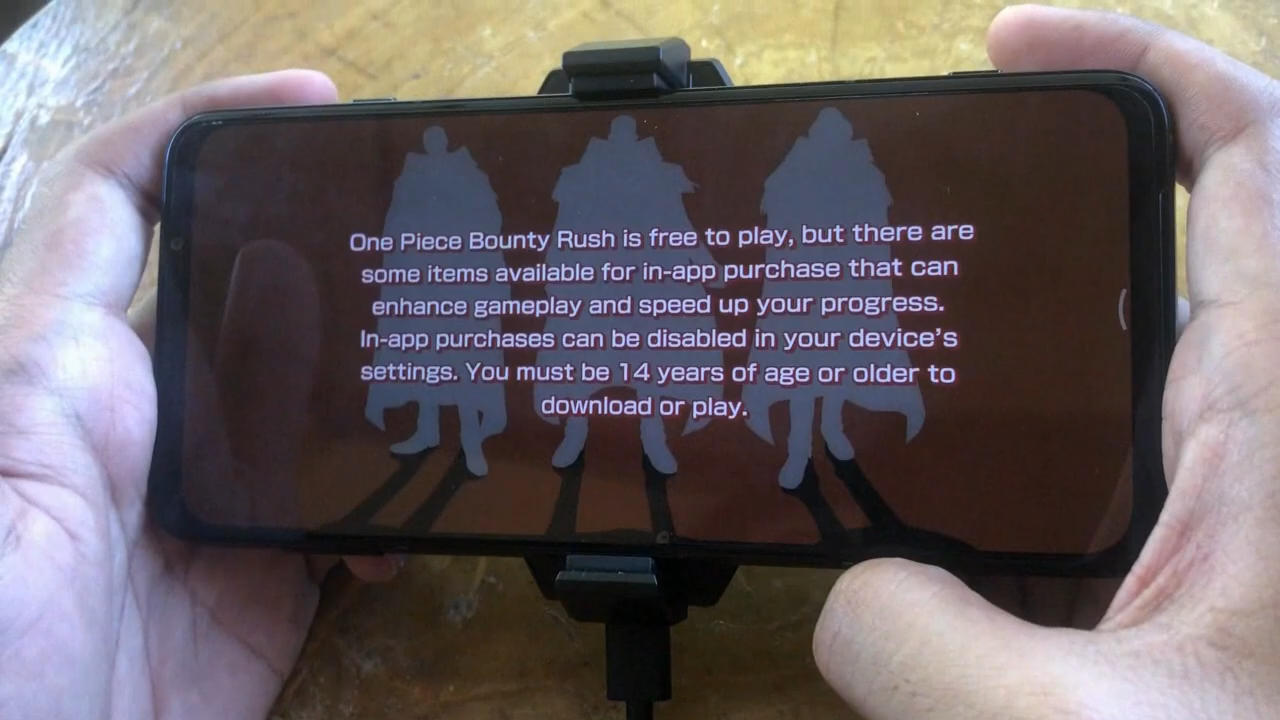 One Piece Bounty Rush is free to play, but there are
some items available for in-app purchase that can
enhance gameplay and speed up your progress.
In-app purchases can be disabled in your device's
settings. You must be 14 years of age or older to
download or play.